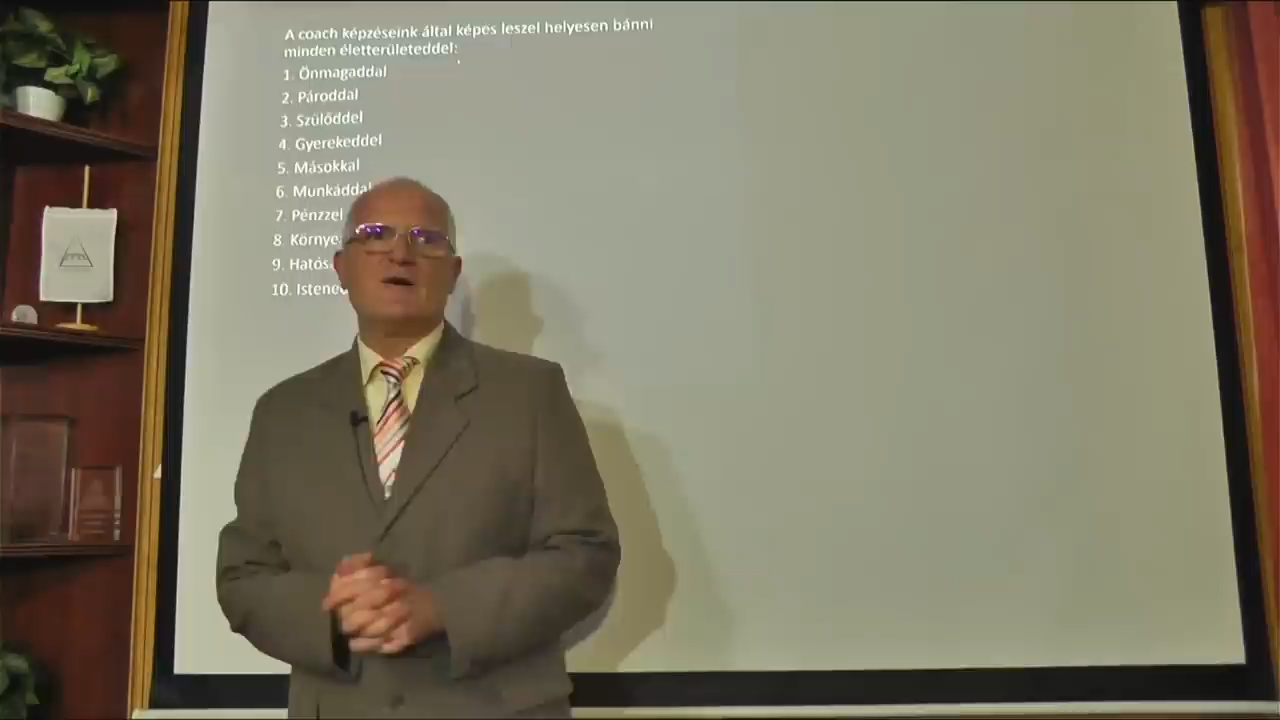 A coach képzéseink által képes leszel helyesen bánni
minden életterületeddel:
1. Önmagaddal
2. Pároddal
3. Szülőddel
4. Gyerekeddel
5. Másokkal
6. Munkáddal
7. Pénzzel
8.
9.
10.